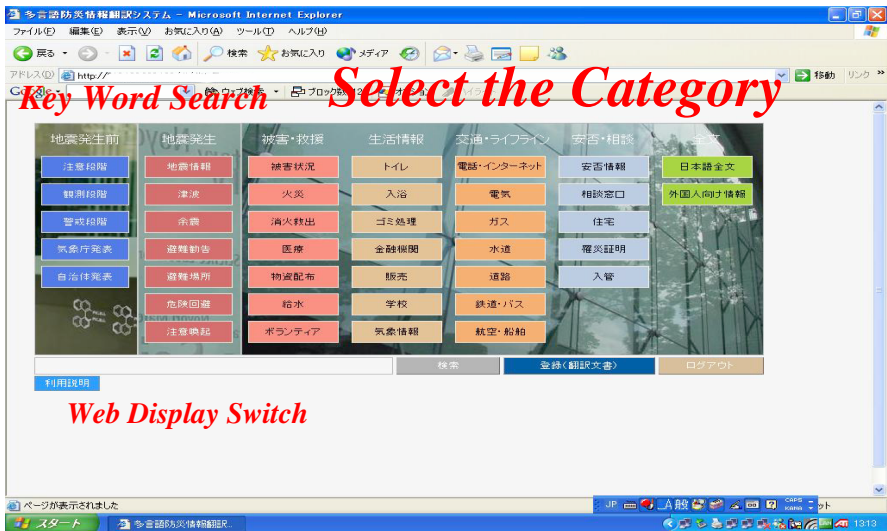 多言語防災情報翻訳システム - Microsoft Internet Explorer
ファイル(F) 編集(E) 表示(V) お気に入り(A) ツール(T) ヘルプ(H)
戻る 検索 お気に入り メディア
アドレス(D) http:// 移動 リンク »
Key Word Search Select the Category
地震発生前 地震発生 被害・救援 生活情報 交通・ライフライン 安否・相談 全文
注意段階 地震情報 被害状況 トイレ 電話・インターネット 安否情報 日本語全文
観測段階 津波 火災 入浴 電気 相談窓口 外国人向け情報
警戒段階 余震 消火救出 ゴミ処理 ガス 住宅
気象庁発表 避難勧告 医療 金融機関 水道 罹災証明
自治体発表 避難場所 物資配布 販売 道路 入管
危険回避 給水 学校 鉄道・バス
注意喚起 ボランティア 気象情報 航空・船舶
検索 登録(翻訳文書) ログアウト
利用説明
Web Display Switch
ページが表示されました
JP A 般 CAPS KANA
スタート 多言語防災情報翻訳... 13:13